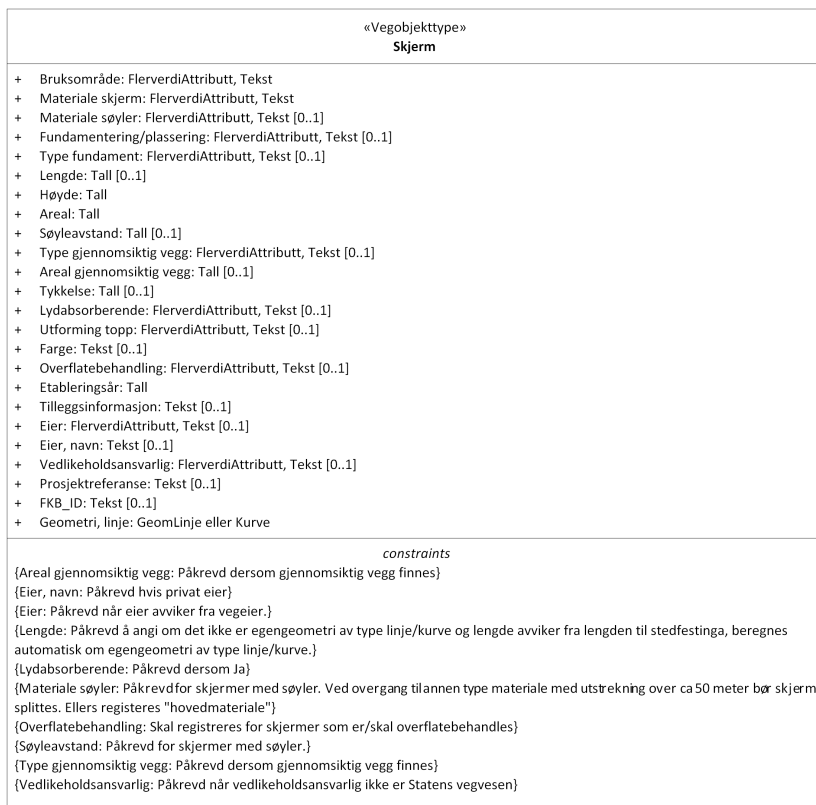 «Vegobjekttype»
Skjerm
+ Bruksområde: FlerverdiAttributt, Tekst
+ Materiale skjerm: FlerverdiAttributt, Tekst
+ Materiale søyler: FlerverdiAttributt, Tekst [0..1]
+ Fundamentering/plassering: FlerverdiAttributt, Tekst [0..1]
+ Type fundament: FlerverdiAttributt, Tekst [0..1]
+ Lengde: Tall [0..1]
+ Høyde: Tall
+ Areal: Tall
+ Søyleavstand: Tall [0..1]
+ Type gjennomsiktig vegg: FlerverdiAttributt, Tekst [0..1]
+ Areal gjennomsiktig vegg: Tall [0..1]
+ Tykkelse: Tall [0..1]
+ Lydabsorberende: FlerverdiAttributt, Tekst [0..1]
+ Utforming topp: FlerverdiAttributt, Tekst [0..1]
+ Farge: Tekst [0..1]
+ Overflatebehandling: FlerverdiAttributt, Tekst [0..1]
+ Etableringsår: Tall
+ Tilleggsinformasjon: Tekst [0..1]
+ Eier: FlerverdiAttributt, Tekst [0..1]
+ Eier, navn: Tekst [0..1]
+ Vedlikeholdsansvarlig: FlerverdiAttributt, Tekst [0..1]
+ Prosjektreferanse: Tekst [0..1]
+ FKB_ID: Tekst [0..1]
+ Geometri, linje: GeomLinje eller Kurve
constraints
{Areal gjennomsiktig vegg: Påkrevd dersom gjennomsiktig vegg finnes}
{Eier, navn: Påkrevd hvis privat eier}
{Eier: Påkrevd når eier avviker fra vegeier.}
{Lengde: Påkrevd å angi om det ikke er egengeometri av type linje/kurve og lengde avviker fra lengden til stedfestinga, beregnes
automatisk om egengeometri av type linje/kurve.}
{Lydabsorberende: Påkrevd dersom Ja}
{Materiale søyler: Påkrevd for skjermer med søyler. Ved overgang til annen type materiale med utstrekning over ca 50 meter bør skjerm
splittes. Ellers registeres "hovedmateriale"}
{Overflatebehandling: Skal registreres for skjermer som er/skal overflatebehandles}
{Søyleavstand: Påkrevd for skjermer med søyler.}
{Type gjennomsiktig vegg: Påkrevd dersom gjennomsiktig vegg finnes}
{Vedlikeholdsansvarlig: Påkrevd når vedlikeholdsansvarlig ikke er Statens vegvesen}